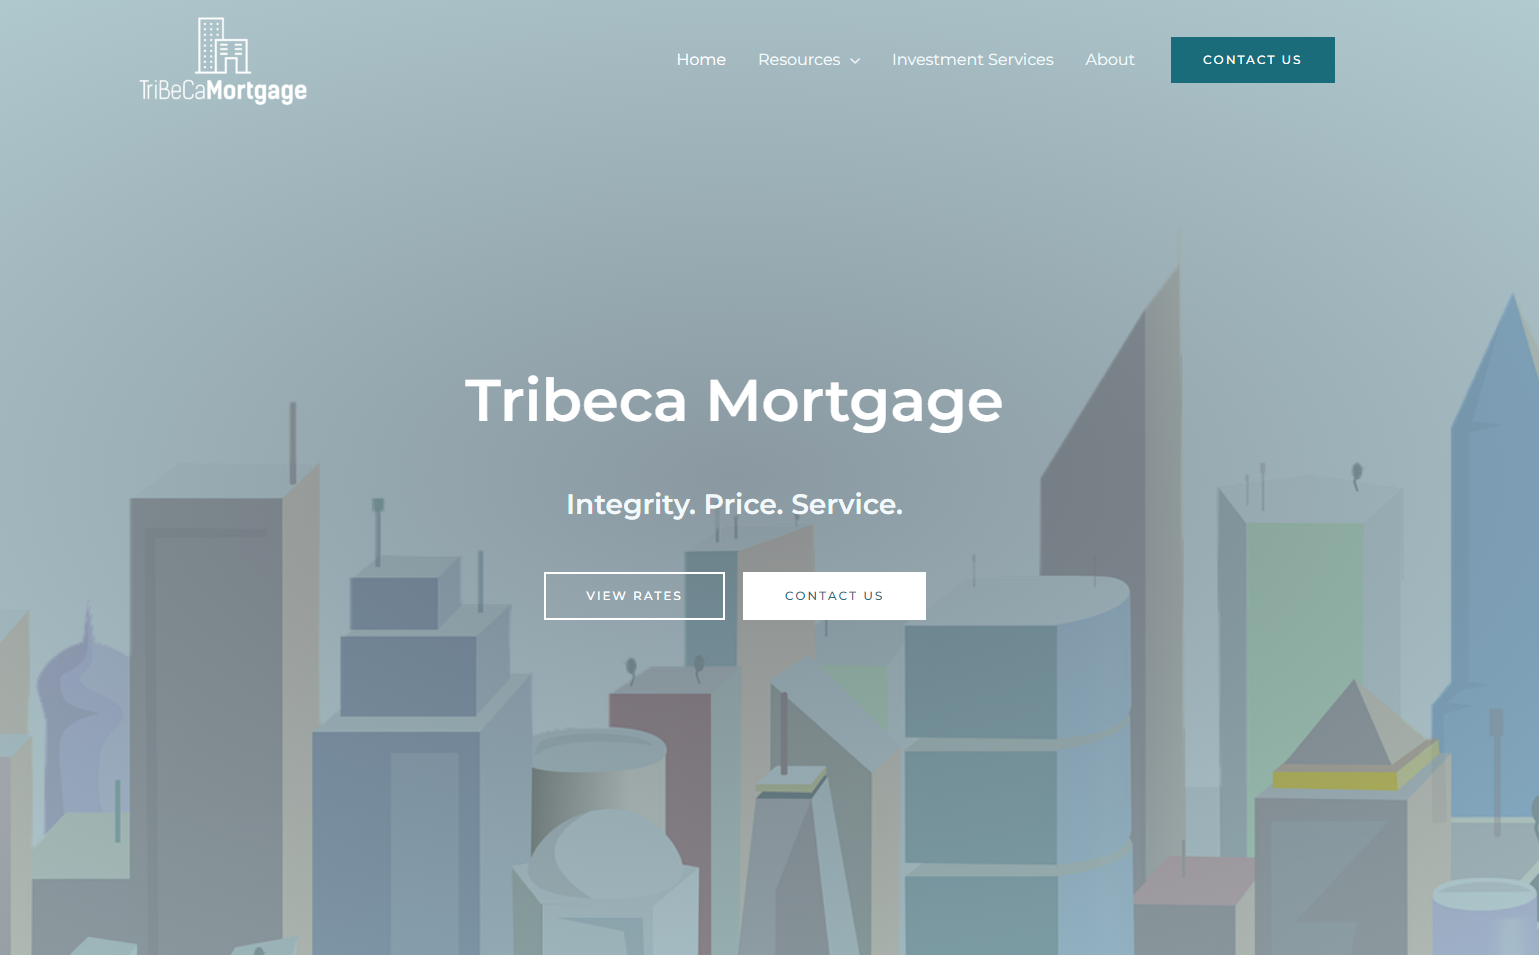 TriBeCaMortgage
Home Resources Investment Services About CONTACT US
Tribeca Mortgage
Integrity. Price. Service.
VIEW RATES CONTACT US